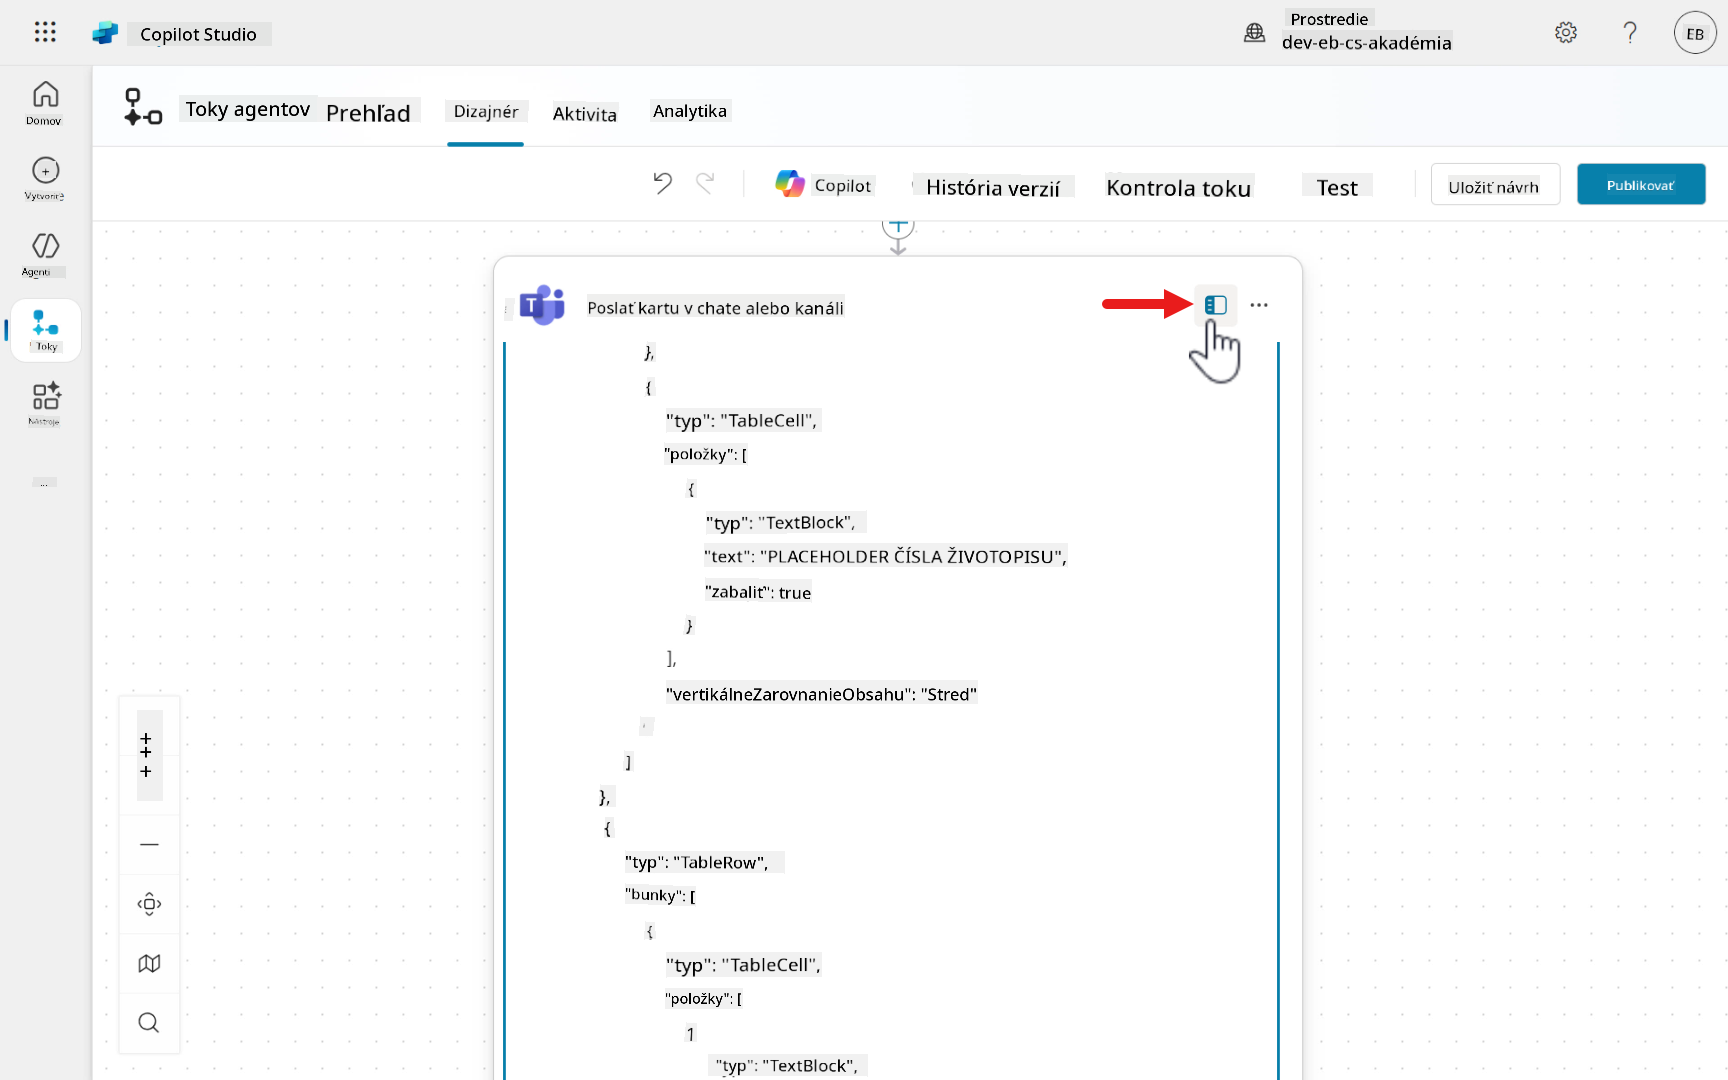 Copilot Studio
Prostredie
dev-eb-cs-akadémia
EB
Domov
Toky agentov
Prehľad
Dizajnér
Aktivita
Analytika
Copilot
História verzií
Kontrola toku
Test
Uložiť návrh
Publikovať
Vytvorite
Agenti
Toky
Nástroje
...
Poslať kartu v chate alebo kanáli
},
{
"typ": "TableCell",
"položky": [
{
"typ": "TextBlock",
"text": "PLACEHOLDER ČÍSLA ŽIVOTOPISU",
"zabaliť": true
}
],
"vertikálneZarovnanieObsahu": "Stred"
]
},
{
"typ": "TableRow",
"bunky": [
{
"typ": "TableCell",
"položky": [
1
"typ": "TextBlock",